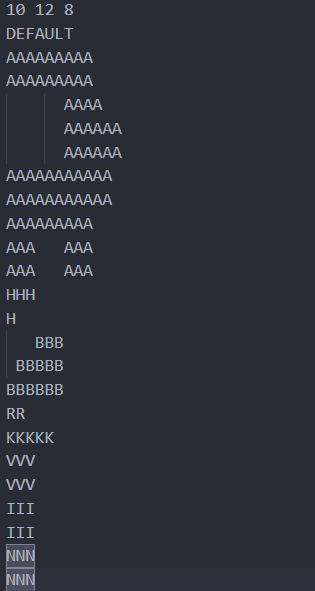 10 12 8
DEFAULT
AAAAAAAAA
AAAAAAAAA
      AAAA
      AAAAAA
      AAAAAA
AAAAAAAAAAA
AAAAAAAAAAA
AAAAAAAAA
AAA   AAA
AAA   AAA
HHH
H
   BBB
 BBBBB
BBBBBB
RR
KKKKK
VVV
VVV
III
III
NNN
NNN